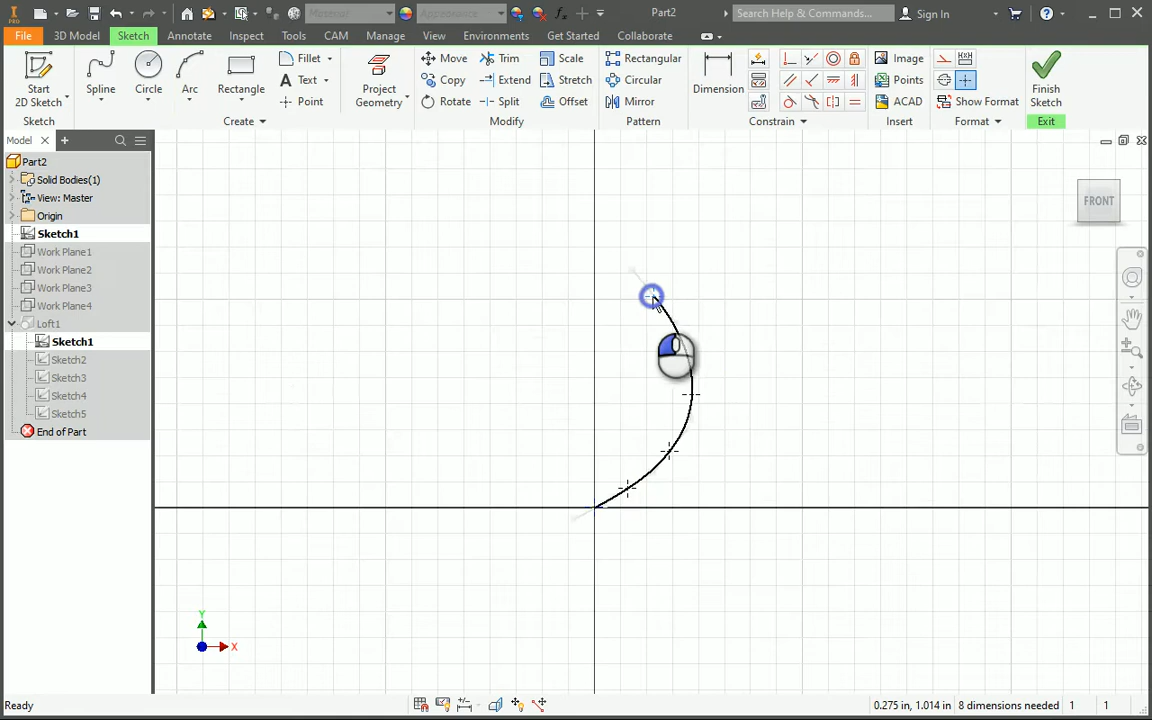 PRO
Material
Appearance
fx
Part2
Search Help & Commands...
Sign In
File
3D Model
Sketch
Annotate
Inspect
Tools
CAM
Manage
View
Environments
Get Started
Collaborate
Start
2D Sketch
Spline
Circle
Arc
Rectangle
Fillet
Text
Point
Project
Geometry
Move
Copy
Rotate
Trim
Extend
Split
Scale
Stretch
Offset
Rectangular
Circular
Mirror
Dimension
Image
Points
ACAD
Show Format
Finish
Sketch
Sketch
Create
Modify
Pattern
Constrain
Insert
Format
Exit
Model
Part2
Solid Bodies(1)
View: Master
Origin
Sketch1
Work Plane1
Work Plane2
Work Plane3
Work Plane4
Loft1
Sketch1
Sketch2
Sketch3
Sketch4
Sketch5
End of Part
FRONT
Y
X
Ready
0.275 in, 1.014 in
8 dimensions needed
1
1